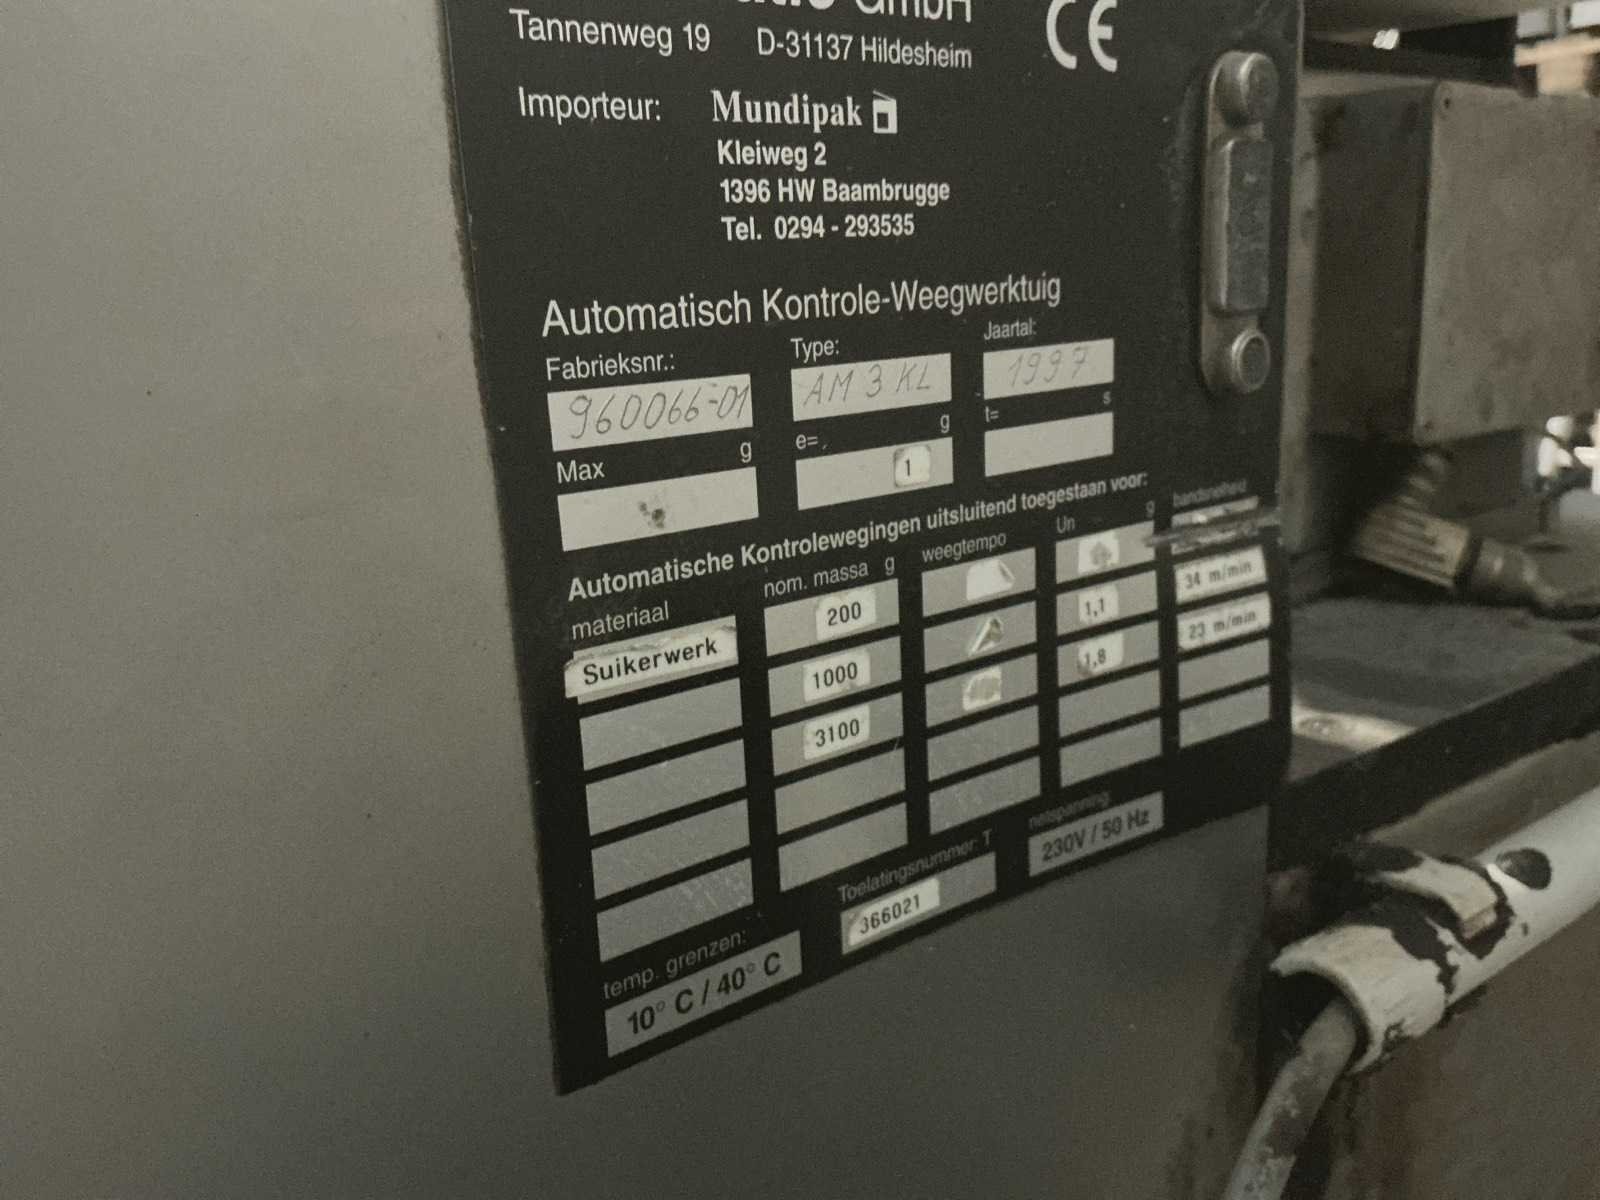 GmbH
Tannenweg 19 D-31137 Hildesheim
CE
Importeur: Mundipak
Kleiweg 2
1396 HW Baambrugge
Tel. 0294 - 293535
Automatisch Kontrole-Weegwerktuig
Fabrieksnr.: Type: Jaartal:
960066-01 AM 3 KL 1997
Max g e= g t= s
1
Automatische Kontrolewegingen uitsluitend toegestaan voor:
materiaal nom. massa g weegtempo Un g bandsnelheid
Suikerwerk 200
1000 1,1 34 m/min
3100 1,8 23 m/min
temp. grenzen: Toelatingsnummer: T netspanning:
10° C / 40° C 366021 230V / 50 Hz